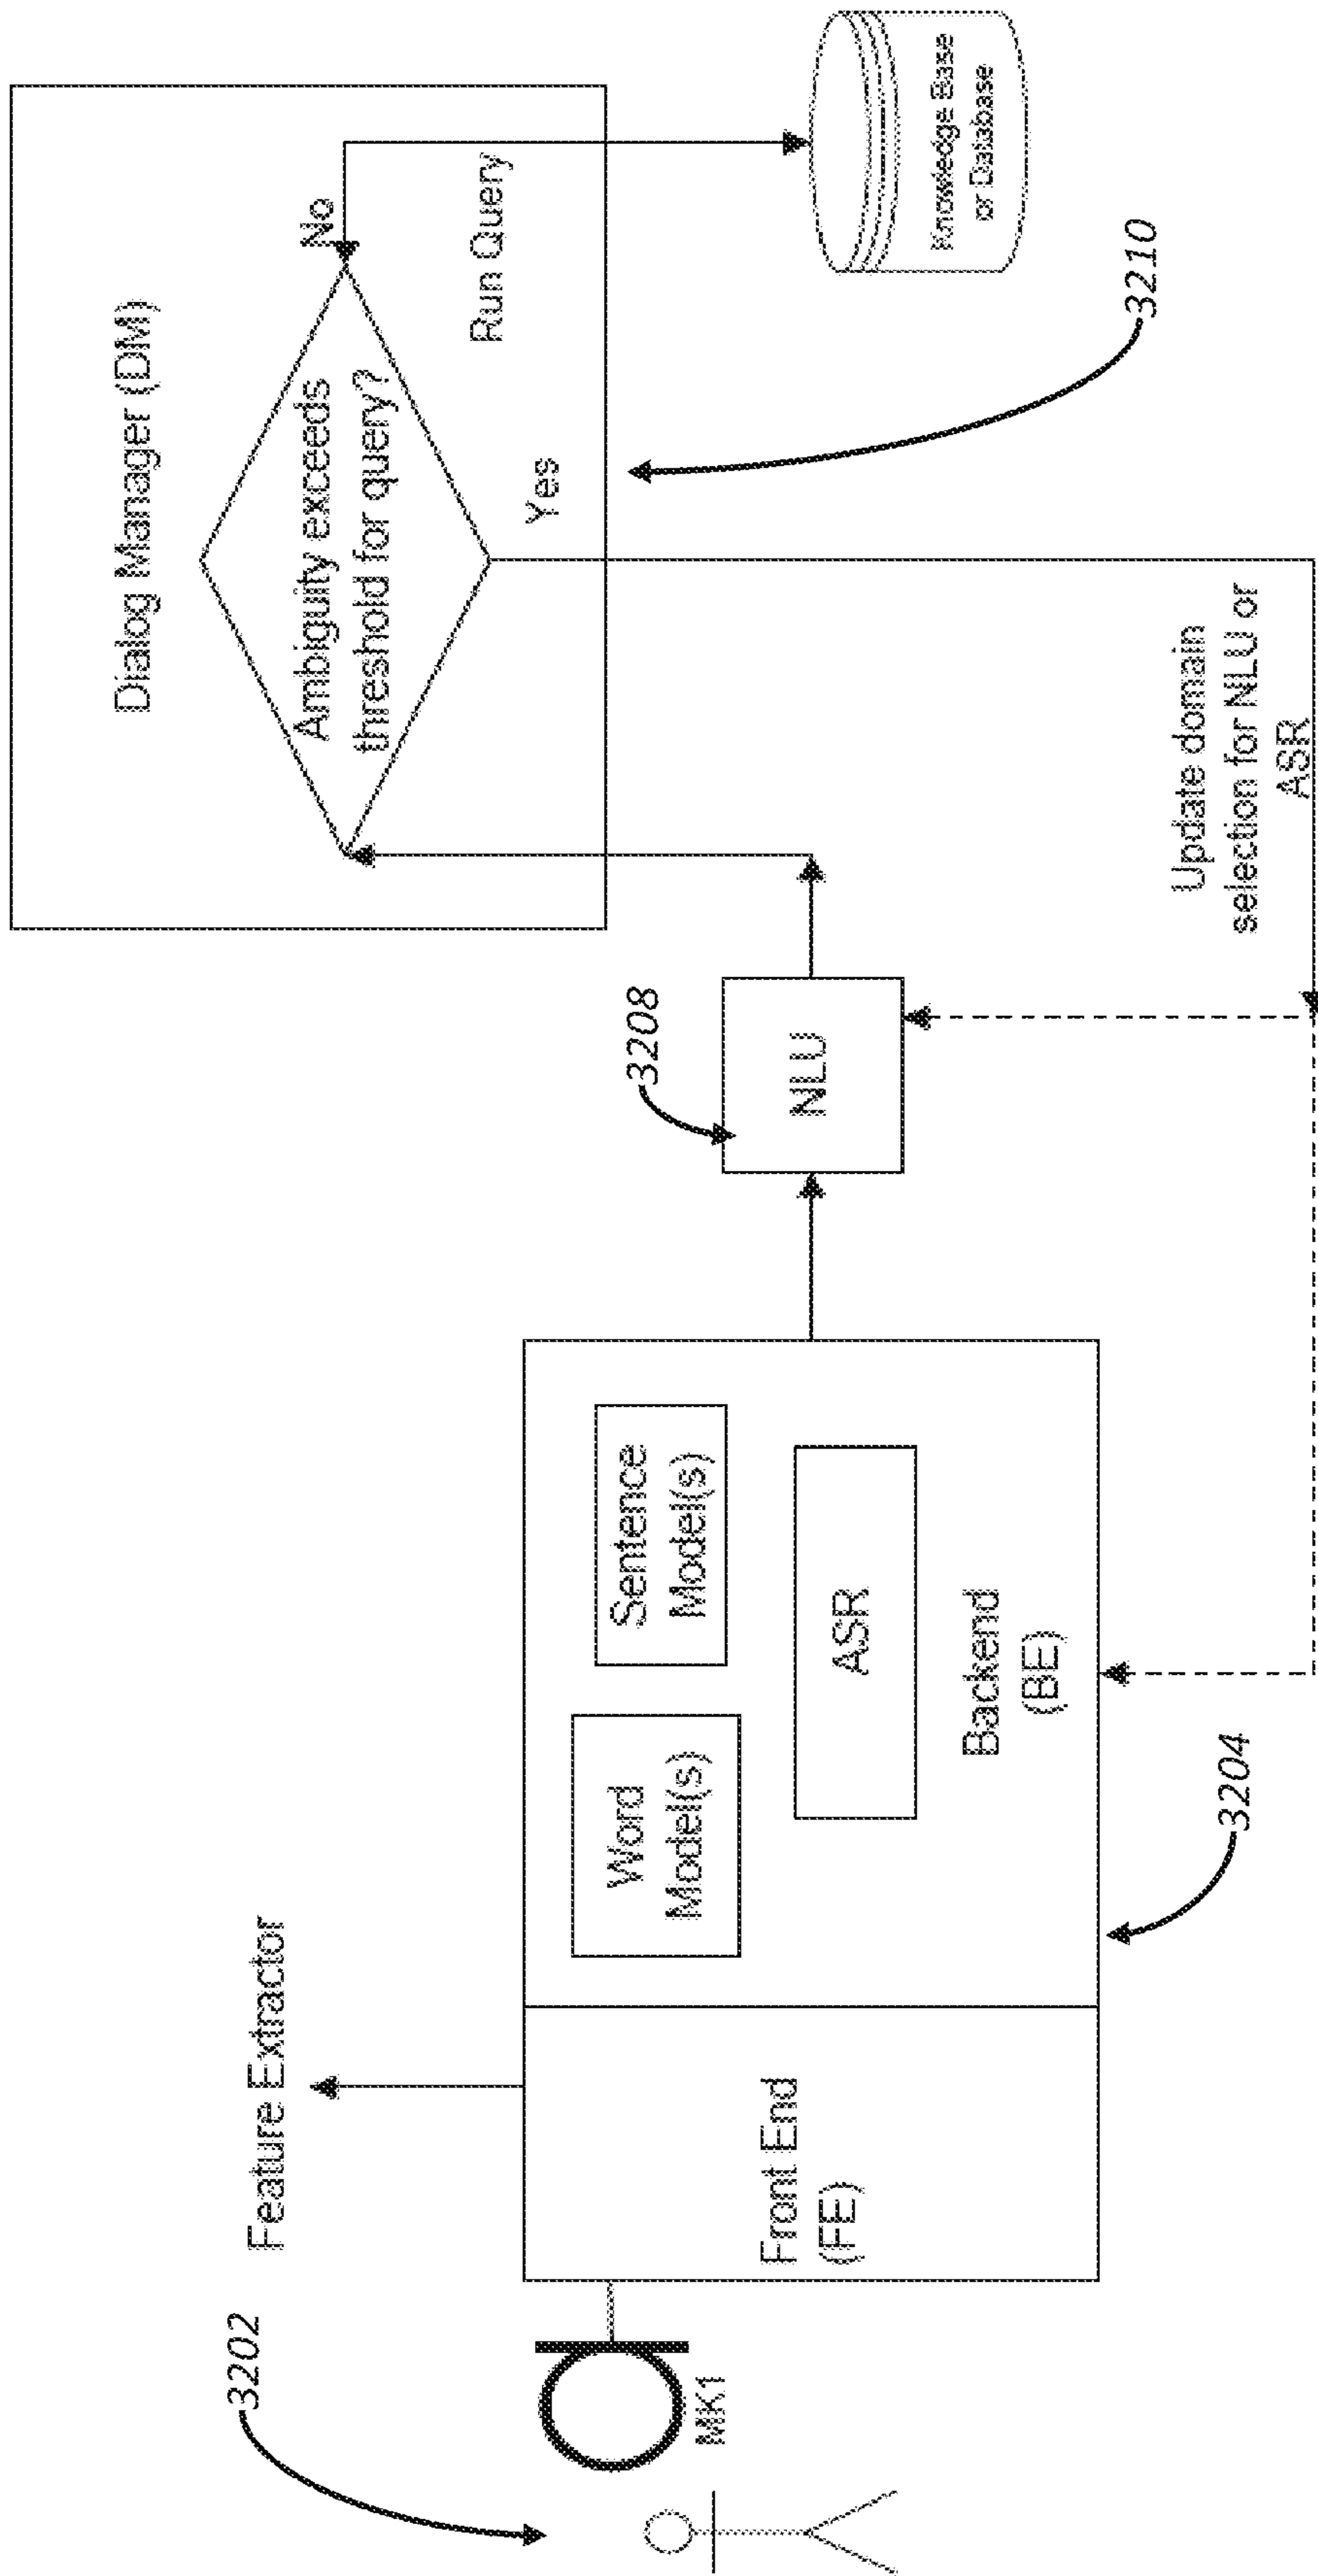 3202
MK1
Feature Extractor
Front End
(FE)
Word
Model(s)
Sentence
Model(s)
ASR
Backend
(BE)
3204
3208
NLU
Dialog Manager (DM)
Ambiguity exceeds
threshold for query?
No
Run Query
Yes
3210
Knowledge Base
or Database
Update domain
selection for NLU or
ASR